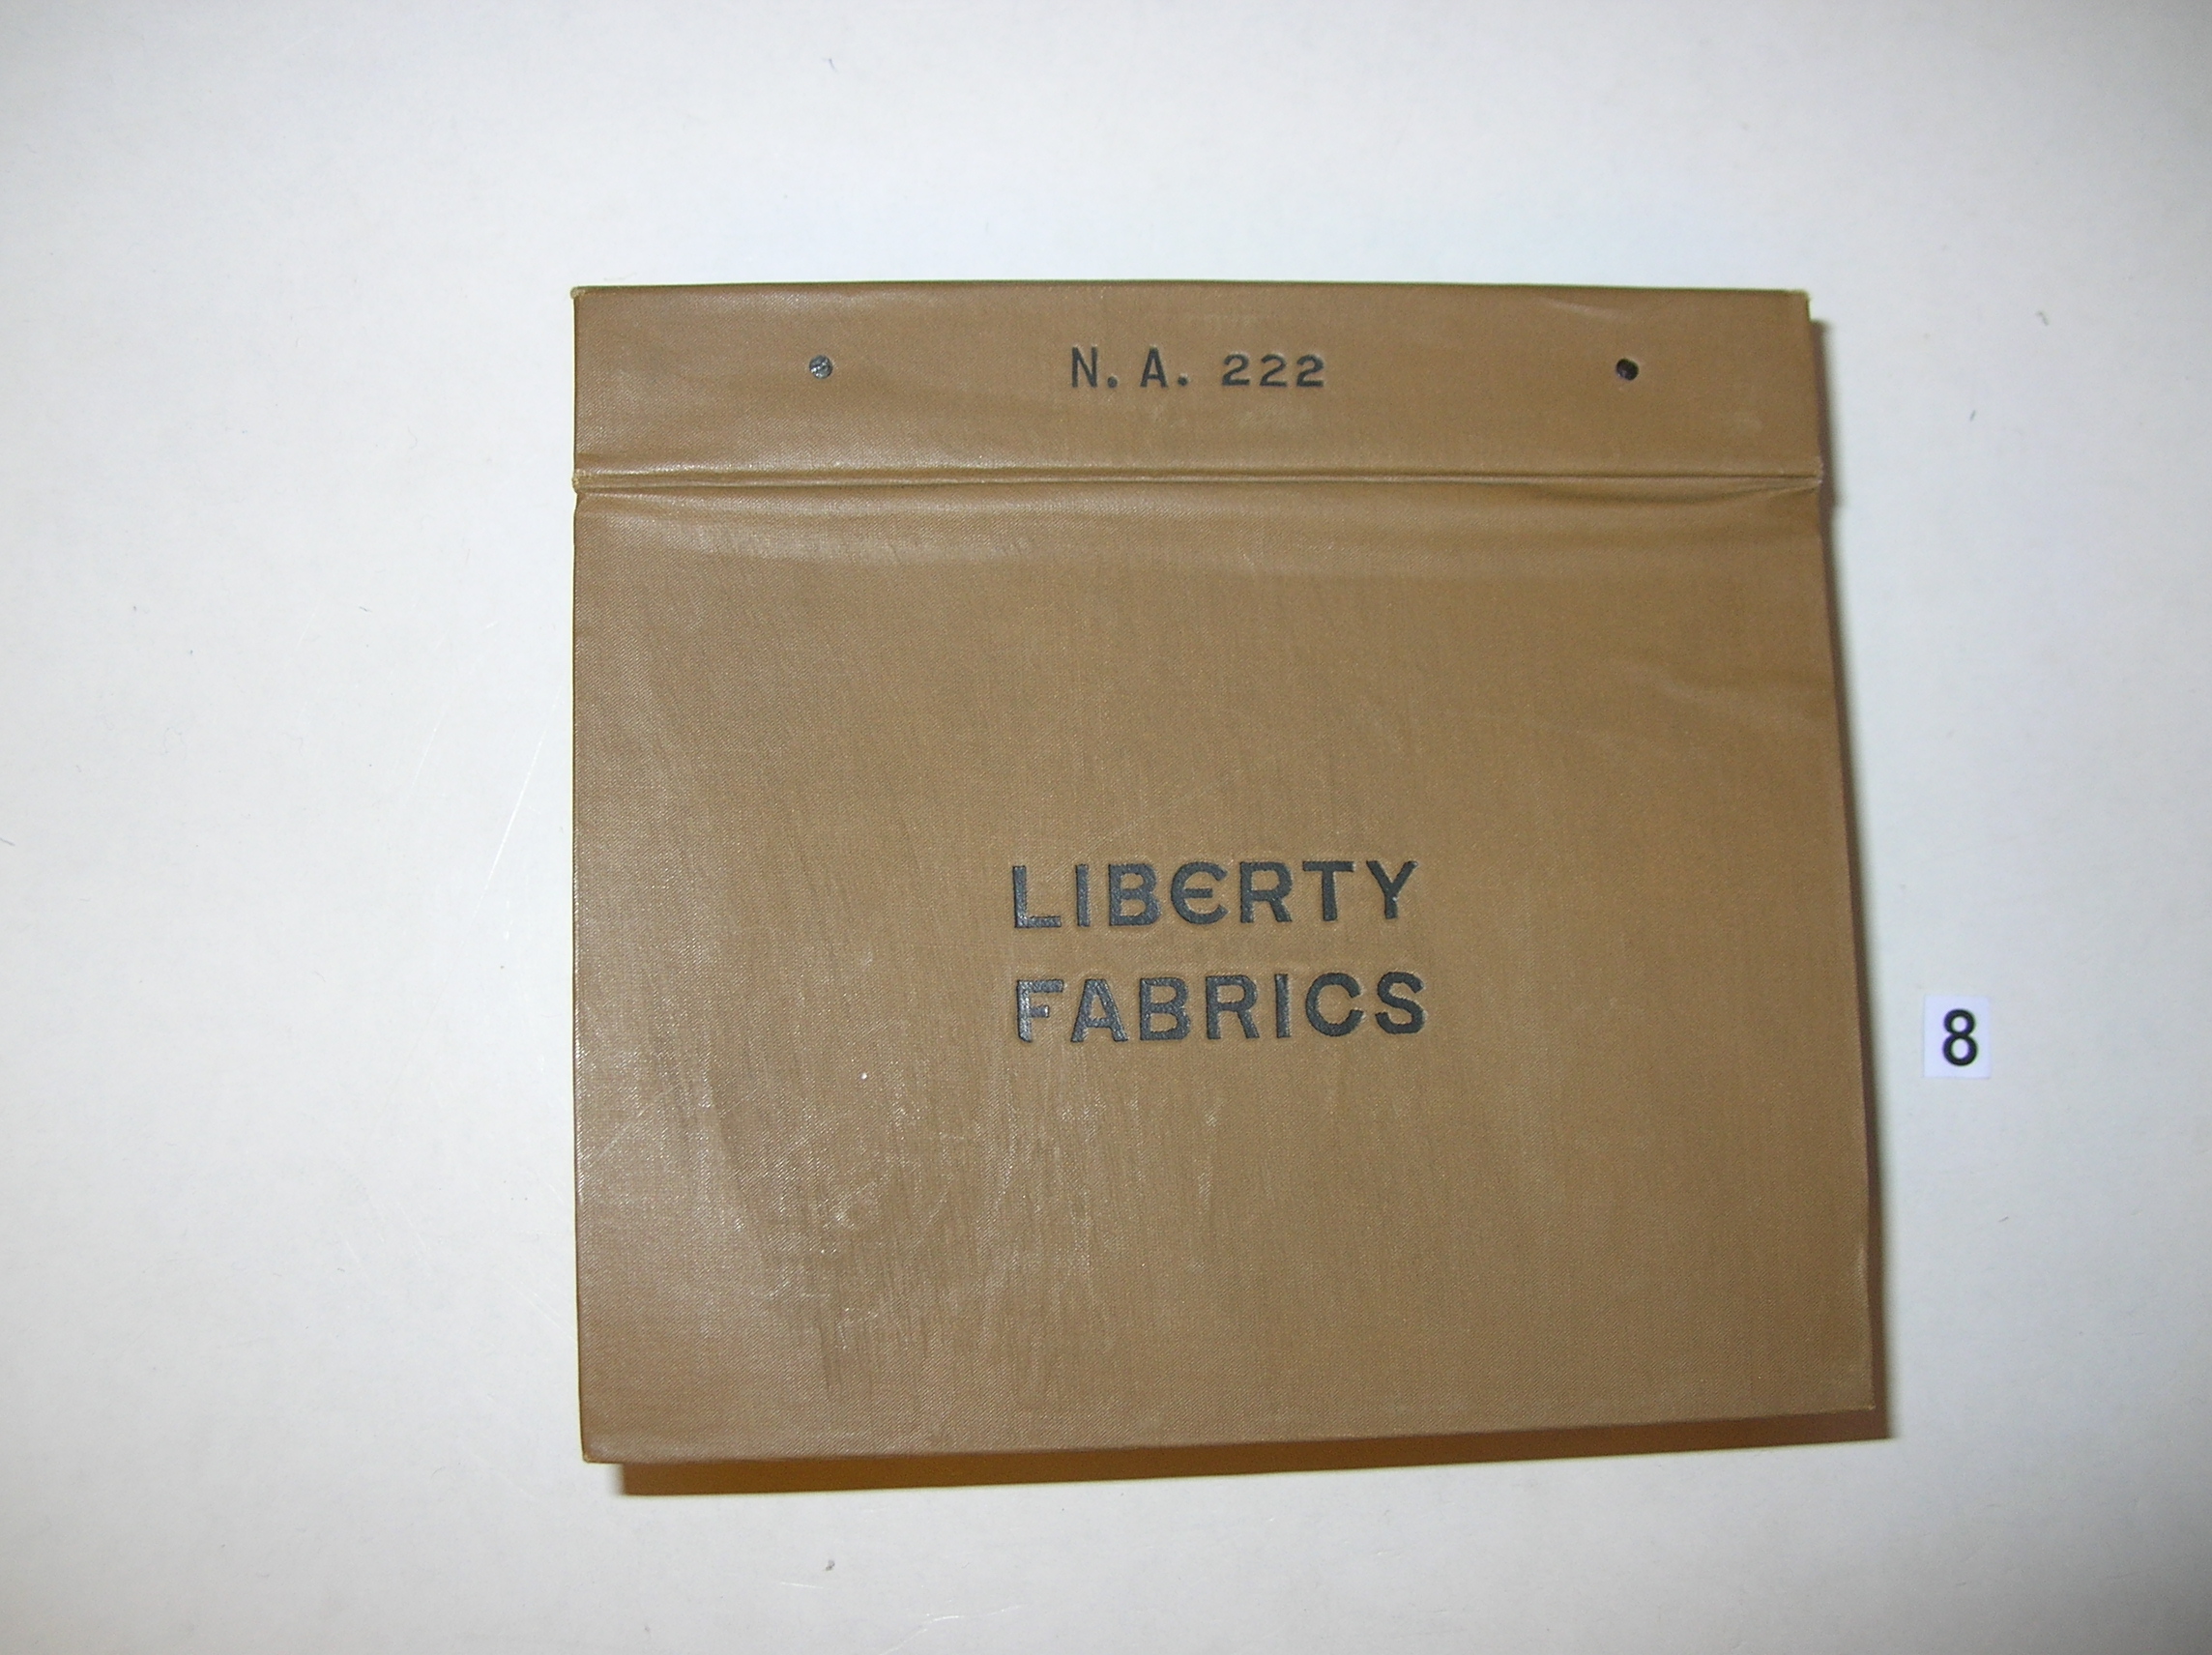 N. A. 222
LIBERTY
FABRICS
8